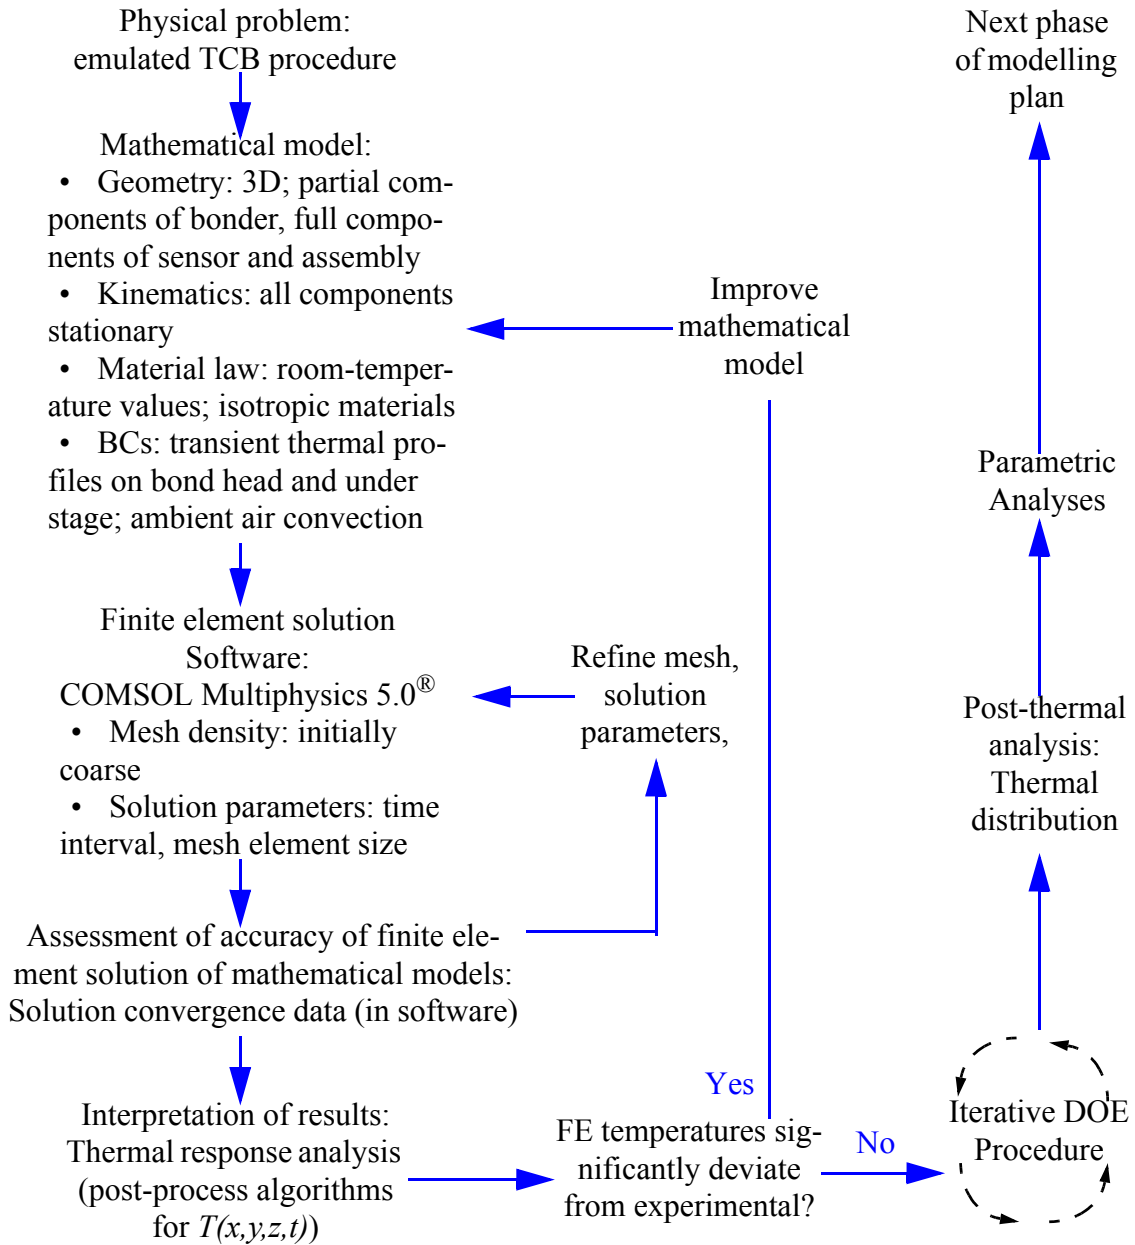 Physical problem:
emulated TCB procedure
Mathematical model:
• Geometry: 3D; partial com-
ponents of bonder, full compo-
nents of sensor and assembly
• Kinematics: all components
stationary
• Material law: room-temper-
ature values; isotropic materials
• BCs: transient thermal pro-
files on bond head and under
stage; ambient air convection
Finite element solution
Software:
COMSOL Multiphysics 5.0®
• Mesh density: initially
coarse
• Solution parameters: time
interval, mesh element size
Assessment of accuracy of finite ele-
ment solution of mathematical models:
Solution convergence data (in software)
Interpretation of results:
Thermal response analysis
(post-process algorithms
for T(x,y,z,t))
Improve
mathematical
model
Refine mesh,
solution
parameters,
Yes
FE temperatures sig-
nificantly deviate
from experimental?
No
Next phase
of modelling
plan
Parametric
Analyses
Post-thermal
analysis:
Thermal
distribution
Iterative DOE
Procedure